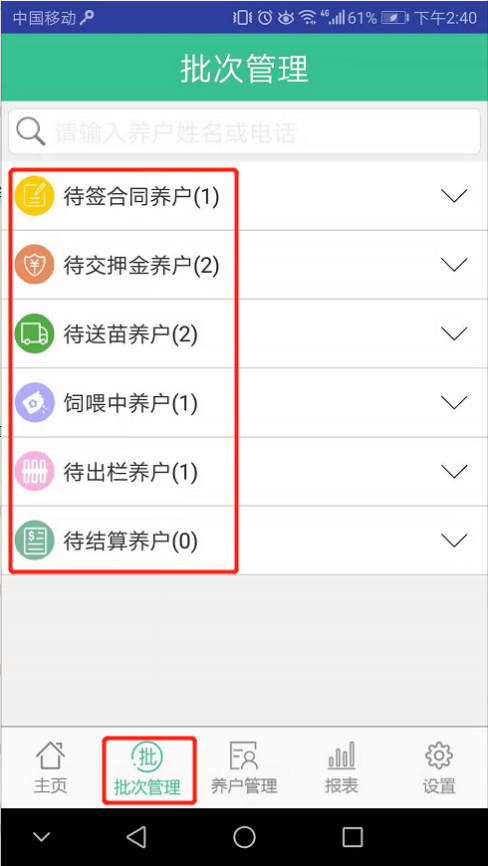 中国移动 4G 61% 下午2:40
批次管理
请输入养户姓名或电话
待签合同养户(1)
待交押金养户(2)
待送苗养户(2)
饲喂中养户(1)
待出栏养户(1)
待结算养户(0)
批
主页 批次管理 养户管理 报表 设置